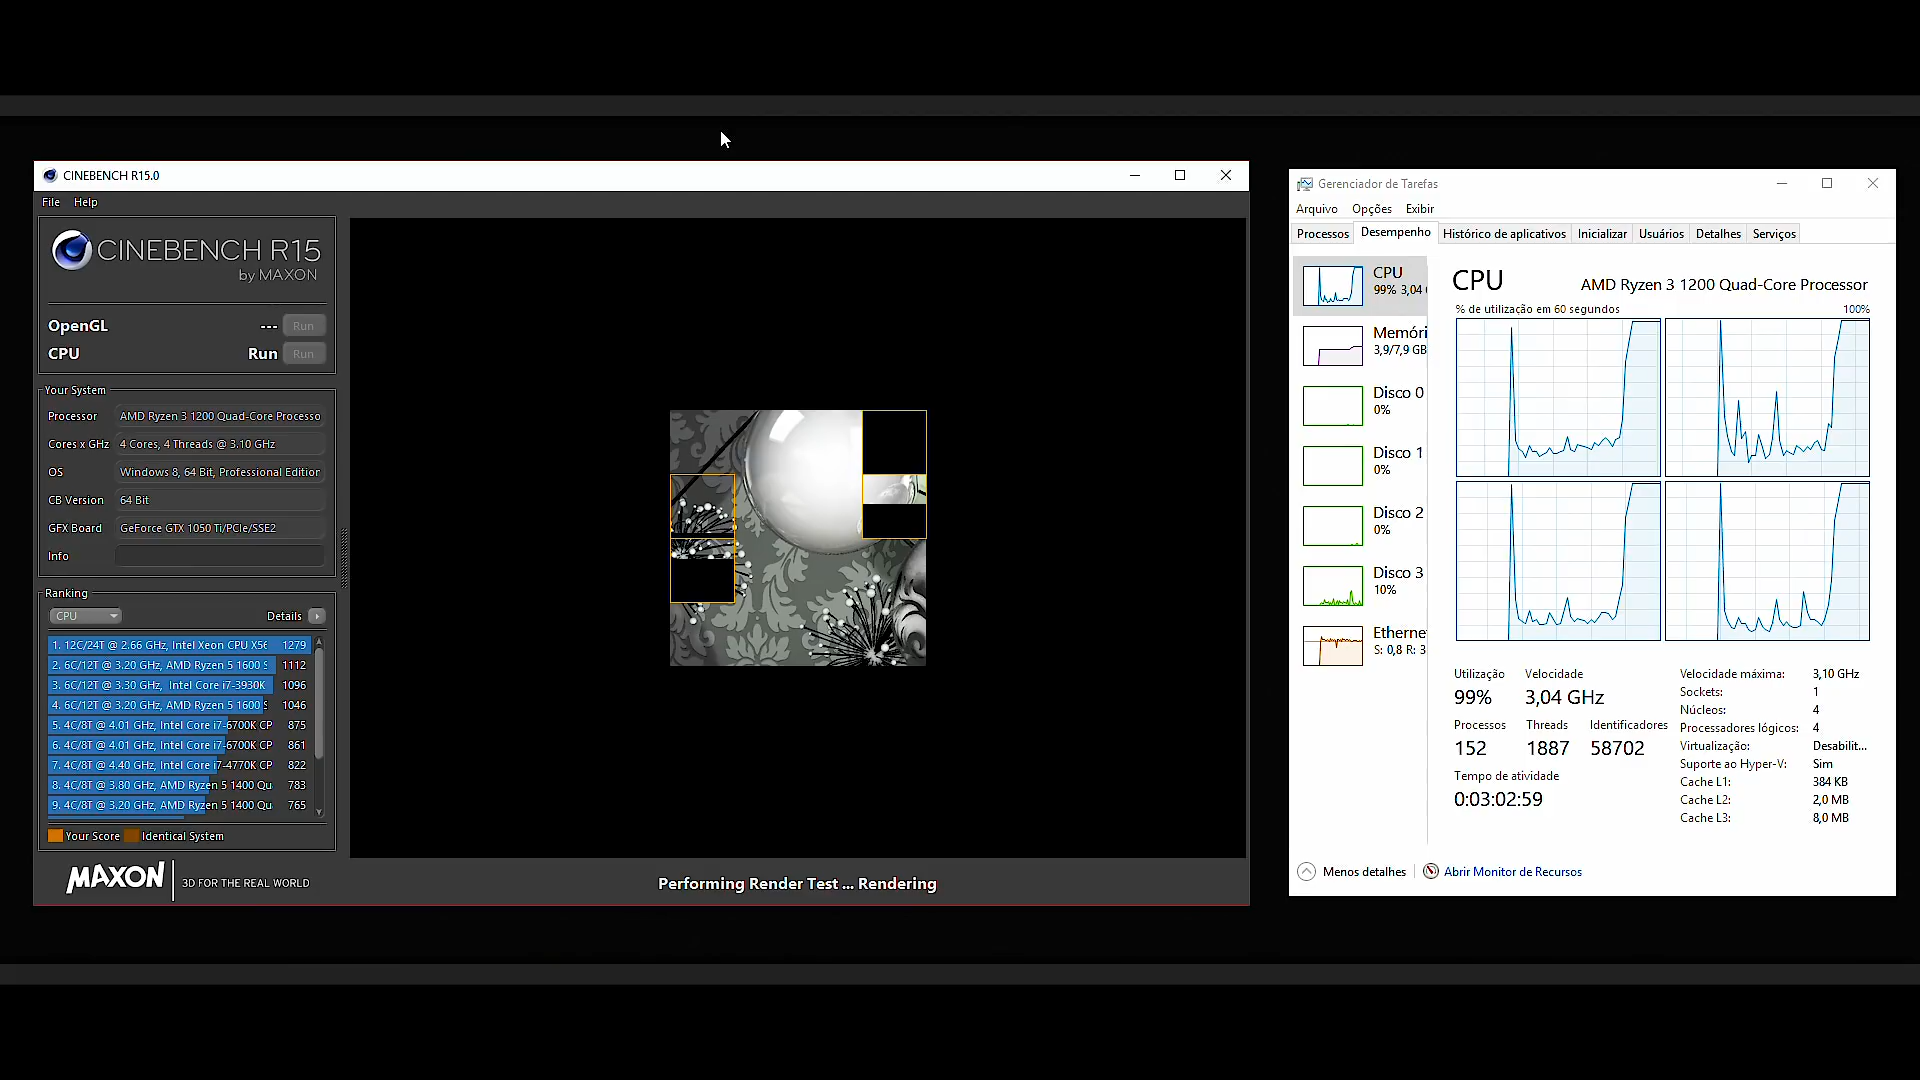 CINEBENCH R15.0
File Help
CINEBENCH R15
by MAXON
OpenGL --- Run
CPU Run Run
Your System
Processor AMD Ryzen 3 1200 Quad-Core Processo
Cores x GHz 4 Cores, 4 Threads @ 3.10 GHz
OS Windows 8, 64 Bit, Professional Edition
CB Version 64 Bit
GFX Board GeForce GTX 1050 Ti/PCIe/SSE2
Info
Ranking
CPU Details
1. 12C/24T @ 2.66 GHz, Intel Xeon CPU X56 1279
2. 6C/12T @ 3.20 GHz, AMD Ryzen 5 1600 S 1112
3. 6C/12T @ 3.30 GHz, Intel Core i7-3930K 1096
4. 6C/12T @ 3.20 GHz, AMD Ryzen 5 1600 S 1046
5. 4C/8T @ 4.01 GHz, Intel Core i7-6700K CP 875
6. 4C/8T @ 4.01 GHz, Intel Core i7-6700K CP 861
7. 4C/8T @ 4.40 GHz, Intel Core i7-4770K CP 822
8. 4C/8T @ 3.80 GHz, AMD Ryzen 5 1400 Qu 783
9. 4C/8T @ 3.20 GHz, AMD Ryzen 5 1400 Qu 765
Your Score Identical System
MAXON 3D FOR THE REAL WORLD
Performing Render Test ... Rendering
Gerenciador de Tarefas
Arquivo Opções Exibir
Processos Desempenho Histórico de aplicativos Inicializar Usuários Detalhes Serviços
CPU
99% 3,04
Memóri
3,9/7,9 GB
Disco 0
0%
Disco 1
0%
Disco 2
0%
Disco 3
10%
Etherne
S: 0,8 R: 3
CPU AMD Ryzen 3 1200 Quad-Core Processor
% de utilização em 60 segundos 100%
Utilização Velocidade
99% 3,04 GHz
Processos Threads Identificadores
152 1887 58702
Tempo de atividade
0:03:02:59
Velocidade máxima: 3,10 GHz
Sockets: 1
Núcleos: 4
Processadores lógicos: 4
Virtualização: Desabilit...
Suporte ao Hyper-V: Sim
Cache L1: 384 KB
Cache L2: 2,0 MB
Cache L3: 8,0 MB
Menos detalhes Abrir Monitor de Recursos